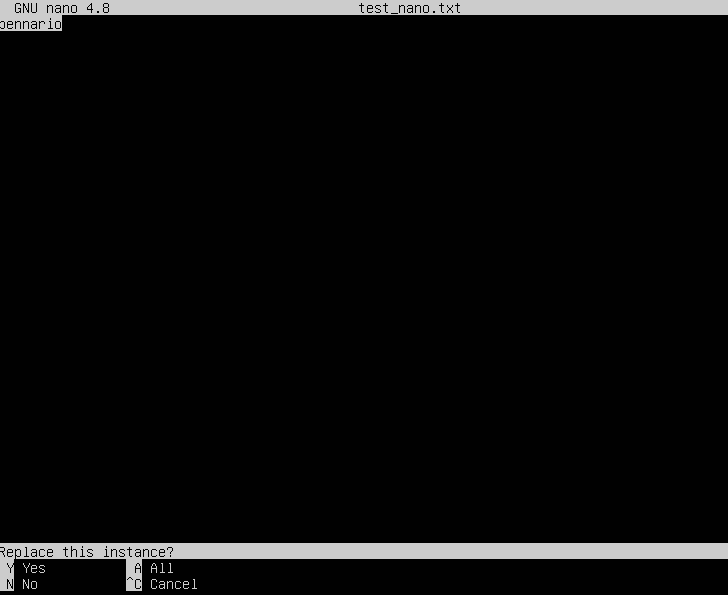 GNU nano 4.8 test_nano.txt
pennario
Replace this instance?
Y Yes A All
N No ^C Cancel